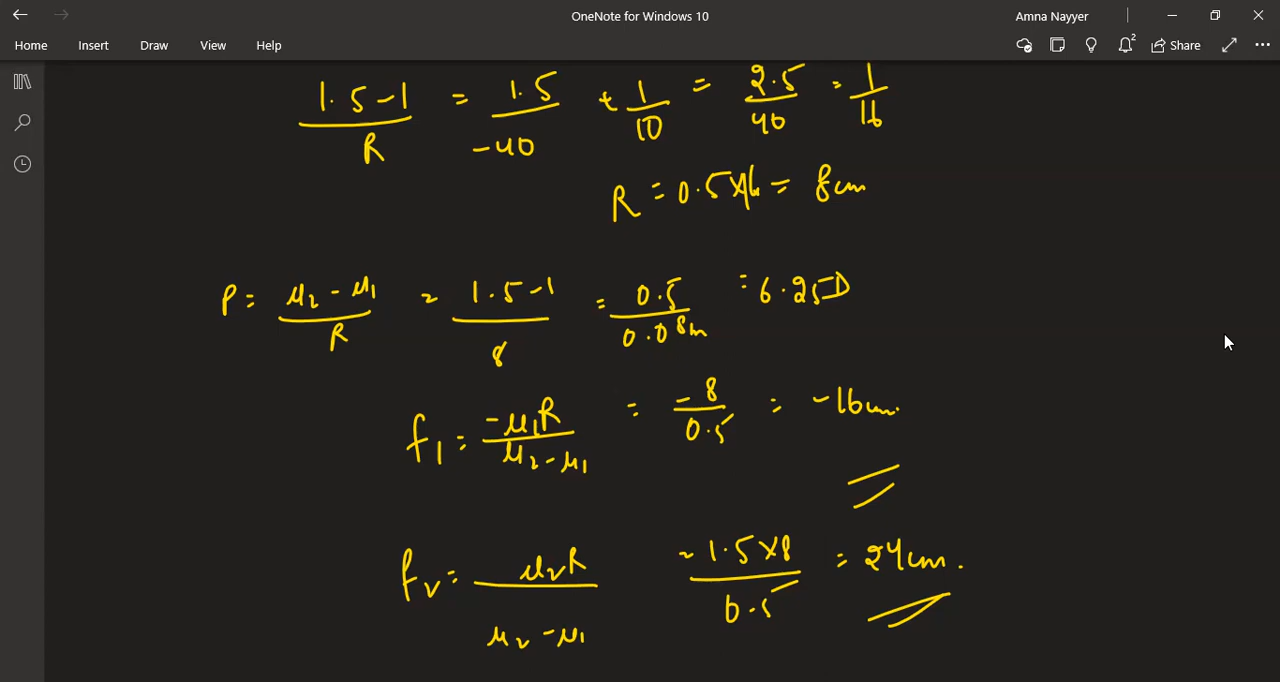 OneNote for Windows 10
Amna Nayyer
Home Insert Draw View Help
2 Share
1.5-1/R = 1.5/-40 + 1/10 = 2.5/40 = 1/16
R = 0.5×16 = 8cm
P = μ2-μ1/R = 1.5-1/8 = 0.5/0.08m = 6.25D
f1 = -μ1R/μ2-μ1 = -8/0.5 = -16cm.
fv = μvR/μ2-μ1 = 1.5×8/0.5 = 24cm.